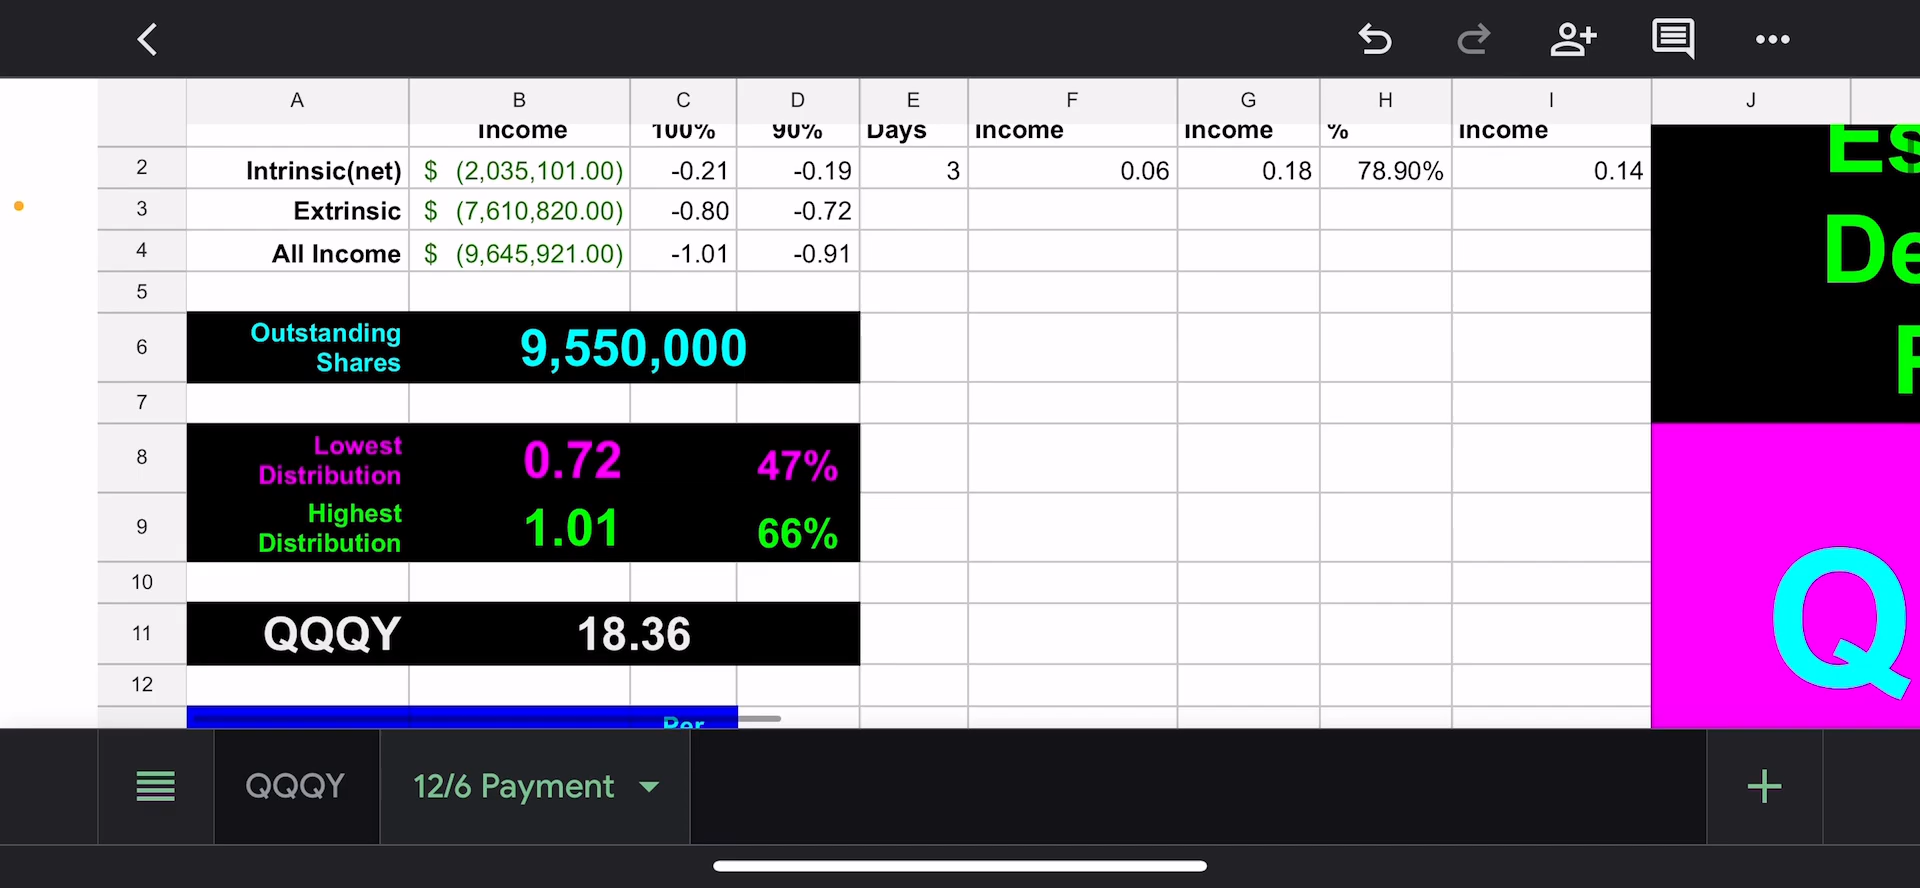 A B C D E F G H I J
Income 100% 90% Days Income Income % Income
2 Intrinsic(net) $ (2,035,101.00) -0.21 -0.19 3 0.06 0.18 78.90% 0.14
3 Extrinsic $ (7,610,820.00) -0.80 -0.72
4 All Income $ (9,645,921.00) -1.01 -0.91
5
6 Outstanding Shares 9,550,000
7
8 Lowest Distribution 0.72 47%
9 Highest Distribution 1.01 66%
10
11 QQQY 18.36
12
Per
Es
De
Q
QQQY 12/6 Payment